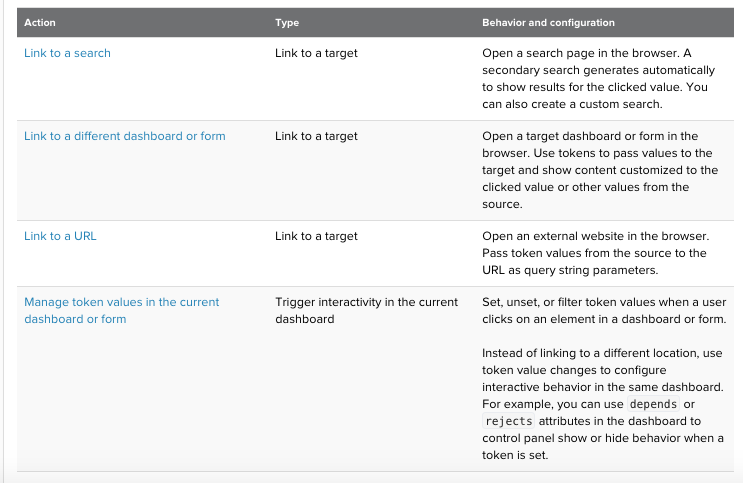 Action Type Behavior and configuration
Link to a search Link to a target Open a search page in the browser. A
secondary search generates automatically
to show results for the clicked value. You
can also create a custom search.
Link to a different dashboard or form Link to a target Open a target dashboard or form in the
browser. Use tokens to pass values to the
target and show content customized to the
clicked value or other values from the
source.
Link to a URL Link to a target Open an external website in the browser.
Pass token values from the source to the
URL as query string parameters.
Manage token values in the current Trigger interactivity in the current Set, unset, or filter token values when a user
dashboard or form dashboard clicks on an element in a dashboard or form.
Instead of linking to a different location, use
token value changes to configure
interactive behavior in the same dashboard.
For example, you can use depends or
rejects attributes in the dashboard to
control panel show or hide behavior when a
token is set.